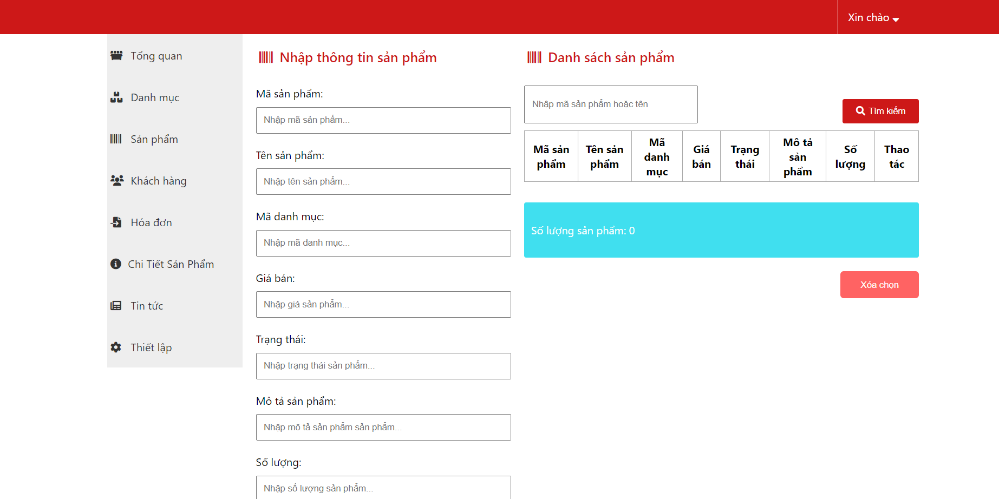 Xin chào
Tổng quan
Danh mục
Sản phẩm
Khách hàng
Hóa đơn
Chi Tiết Sản Phẩm
Tin tức
Thiết lập
Nhập thông tin sản phẩm
Mã sản phẩm:
Nhập mã sản phẩm...
Tên sản phẩm:
Nhập tên sản phẩm...
Mã danh mục:
Nhập mã danh mục...
Giá bán:
Nhập giá sản phẩm...
Trạng thái:
Nhập trạng thái sản phẩm...
Mô tả sản phẩm:
Nhập mô tả sản phẩm sản phẩm...
Số lượng:
Nhập số lượng sản phẩm...
Danh sách sản phẩm
Nhập mã sản phẩm hoặc tên
Tìm kiếm
Mã sản
phẩm
Tên sản
phẩm
Mã
danh
mục
Giá
bán
Trạng
thái
Mô tả
sản
phẩm
Số
lượng
Thao
tác
Số lượng sản phẩm: 0
Xóa chọn